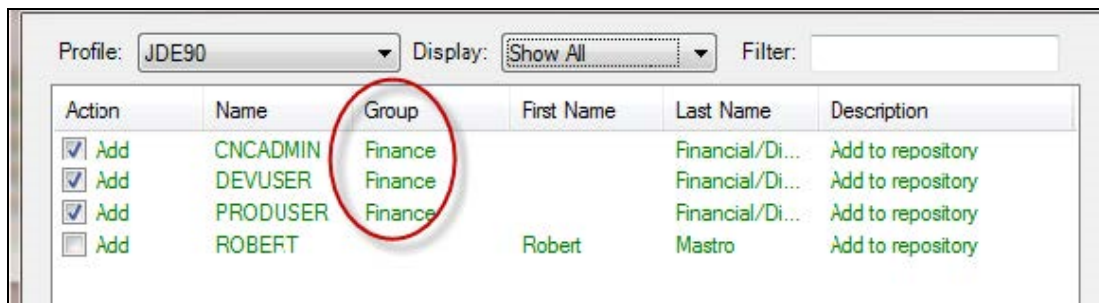 Profile: JDE90 Display: Show All Filter:
Action Name Group First Name Last Name Description
Add CNCADMIN Finance Financial/Di... Add to repository
Add DEVUSER Finance Financial/Di... Add to repository
Add PRODUSER Finance Financial/Di... Add to repository
Add ROBERT Robert Mastro Add to repository